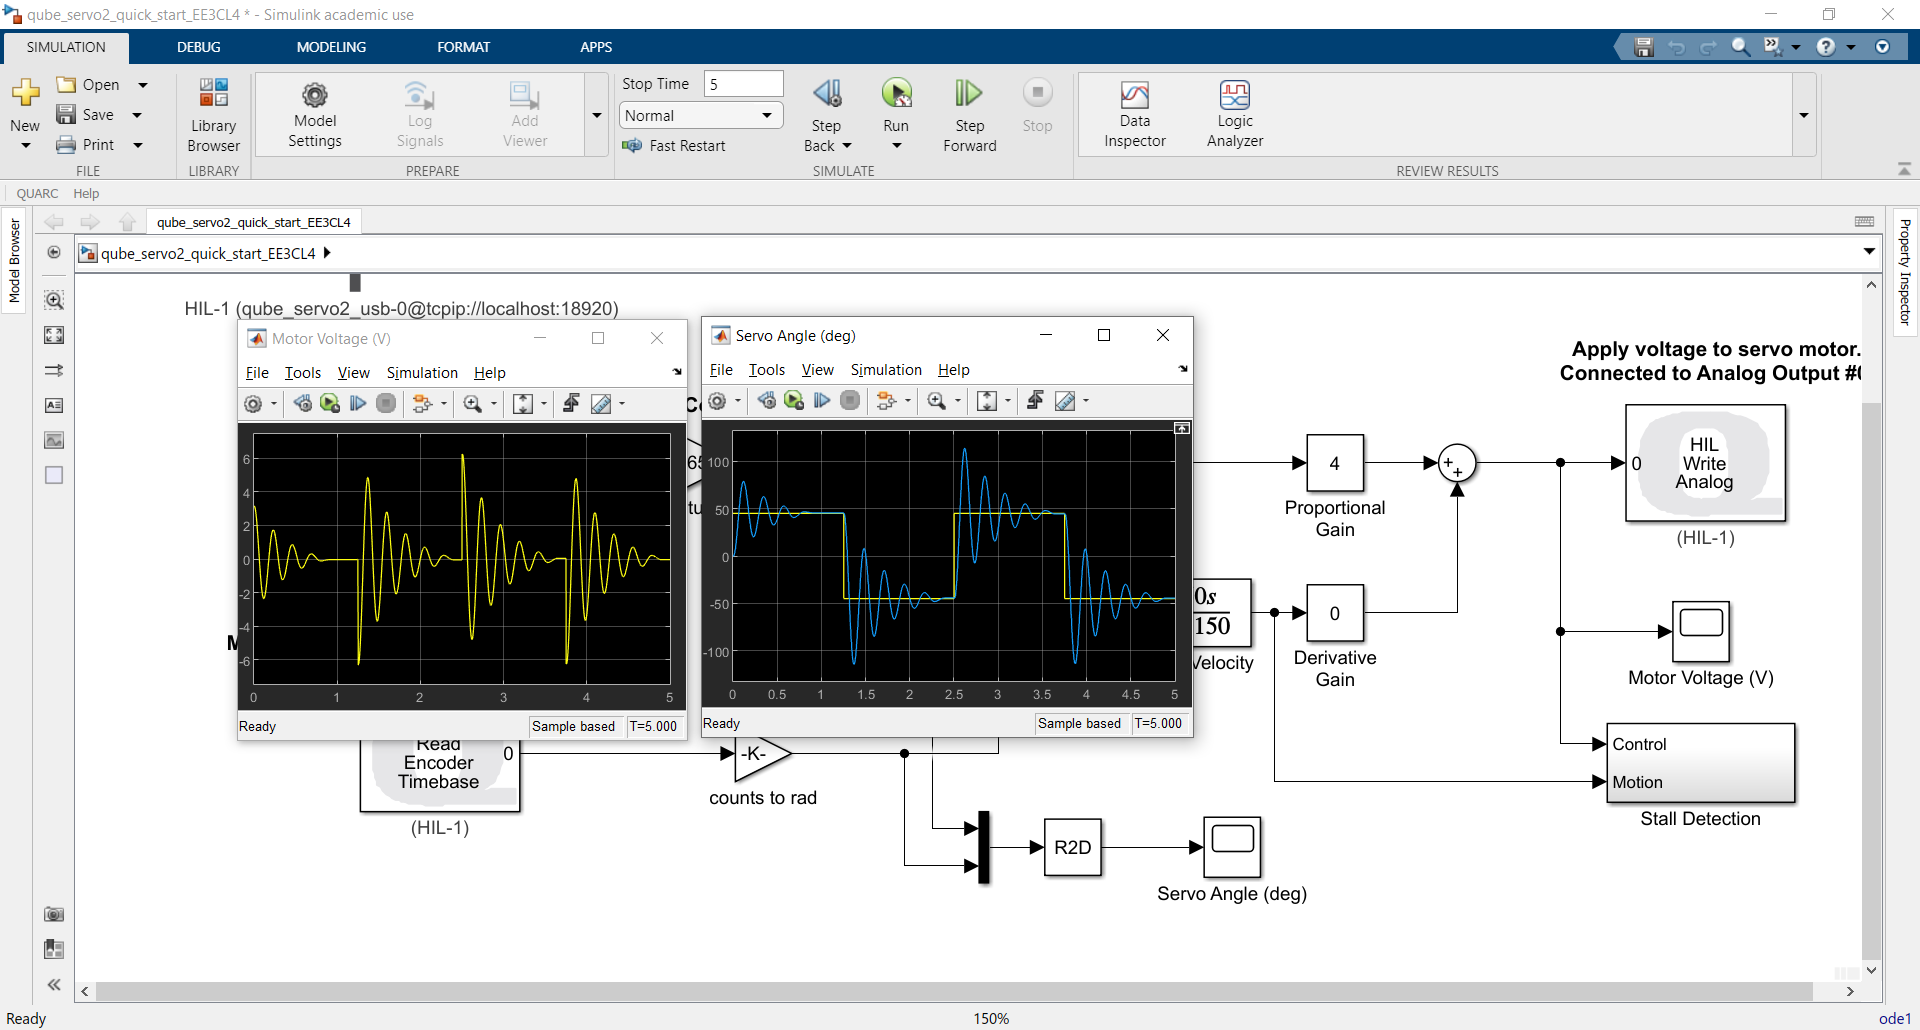 qube_servo2_quick_start_EE3CL4 * - Simulink academic use
SIMULATION DEBUG MODELING FORMAT APPS
New
Open
Save
Print
FILE
Library
Browser
LIBRARY
Model
Settings
Log
Signals
Add
Viewer
PREPARE
Stop Time 5
Normal
Fast Restart
Step
Back
Run
Step
Forward
Stop
SIMULATE
Data
Inspector
Logic
Analyzer
REVIEW RESULTS
QUARC Help
Model Browser
qube_servo2_quick_start_EE3CL4
qube_servo2_quick_start_EE3CL4
Property Inspector
HIL-1 (qube_servo2_usb-0@tcpip://localhost:18920)
Motor Voltage (V)
File Tools View Simulation Help
6
4
2
0
-2
-4
-6
0 1 2 3 4 5
Ready Sample based T=5.000
Servo Angle (deg)
File Tools View Simulation Help
100
50
0
-50
-100
0 0.5 1 1.5 2 2.5 3 3.5 4 4.5 5
Ready Sample based T=5.000
Apply voltage to servo motor.
Connected to Analog Output #0
4
Proportional
Gain
+
+
0
HIL
Write
Analog
(HIL-1)
0s
150
Velocity
0
Derivative
Gain
Motor Voltage (V)
Control
Motion
Stall Detection
Read
Encoder
Timebase
0
(HIL-1)
-K-
counts to rad
R2D
Servo Angle (deg)
Ready 150% ode1